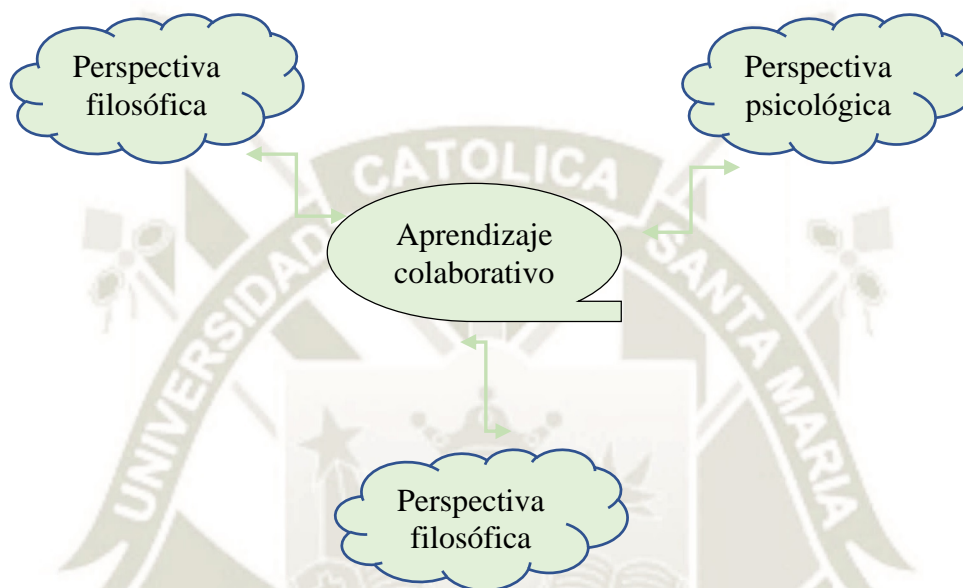 Perspectiva
filosófica
Perspectiva
psicológica
CATOLICA
UNIVERSIDAD
SANTA MARIA
Aprendizaje
colaborativo
Perspectiva
filosófica